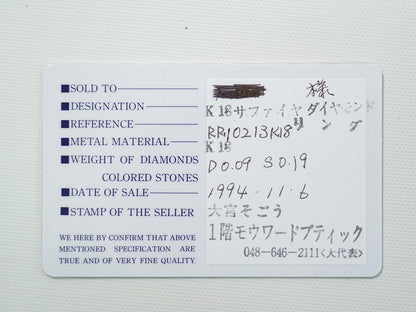 ■SOLD TO 様
■DESIGNATION K18サファイヤダイヤモンド
リング
■REFERENCE RR10213K18
■METAL MATERIAL K18
■WEIGHT OF DIAMONDS D0.09 S0.19
COLORED STONES
■DATE OF SALE 1994.11.6
■STAMP OF THE SELLER 大宮そごう
1階モウワードブティック
048-646-2111<大代表>
WE HERE BY CONFIRM THAT ABOVE
MENTIONED SPECIFICATION ARE
TRUE AND OF VERY FINE QUALITY.